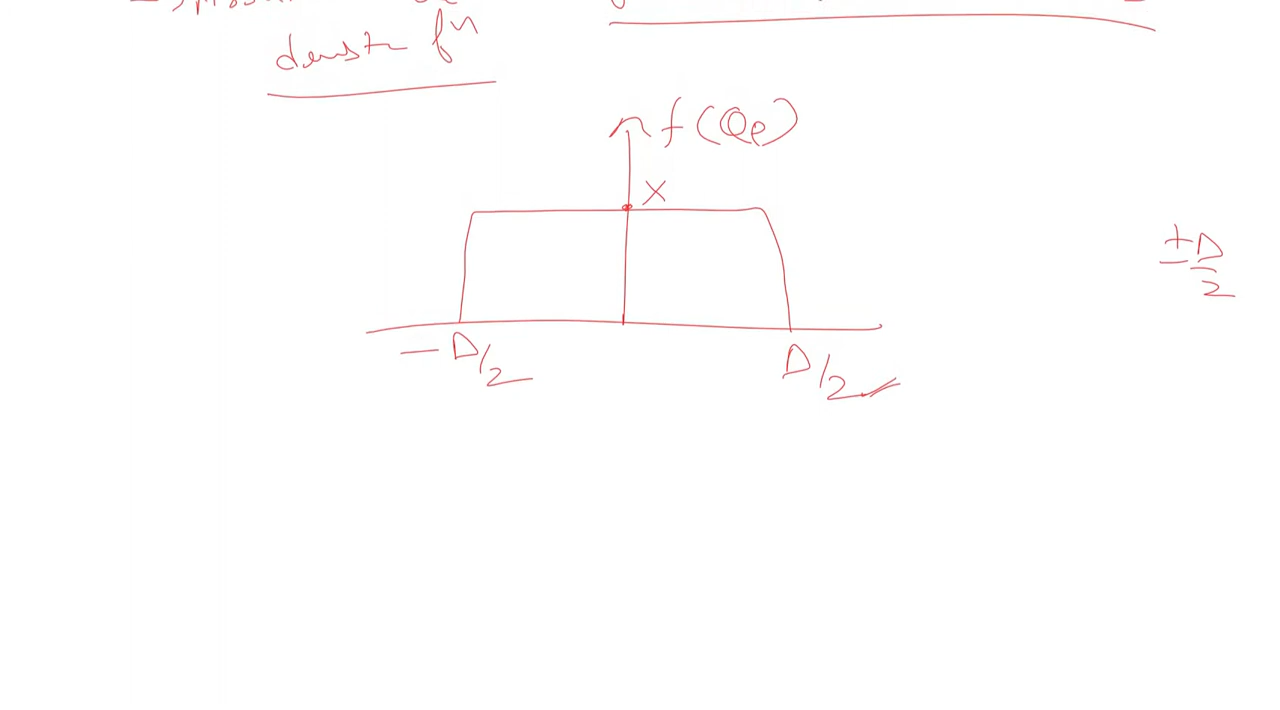 density fn
f(Qe)
X
± D/2
- D/2
D/2